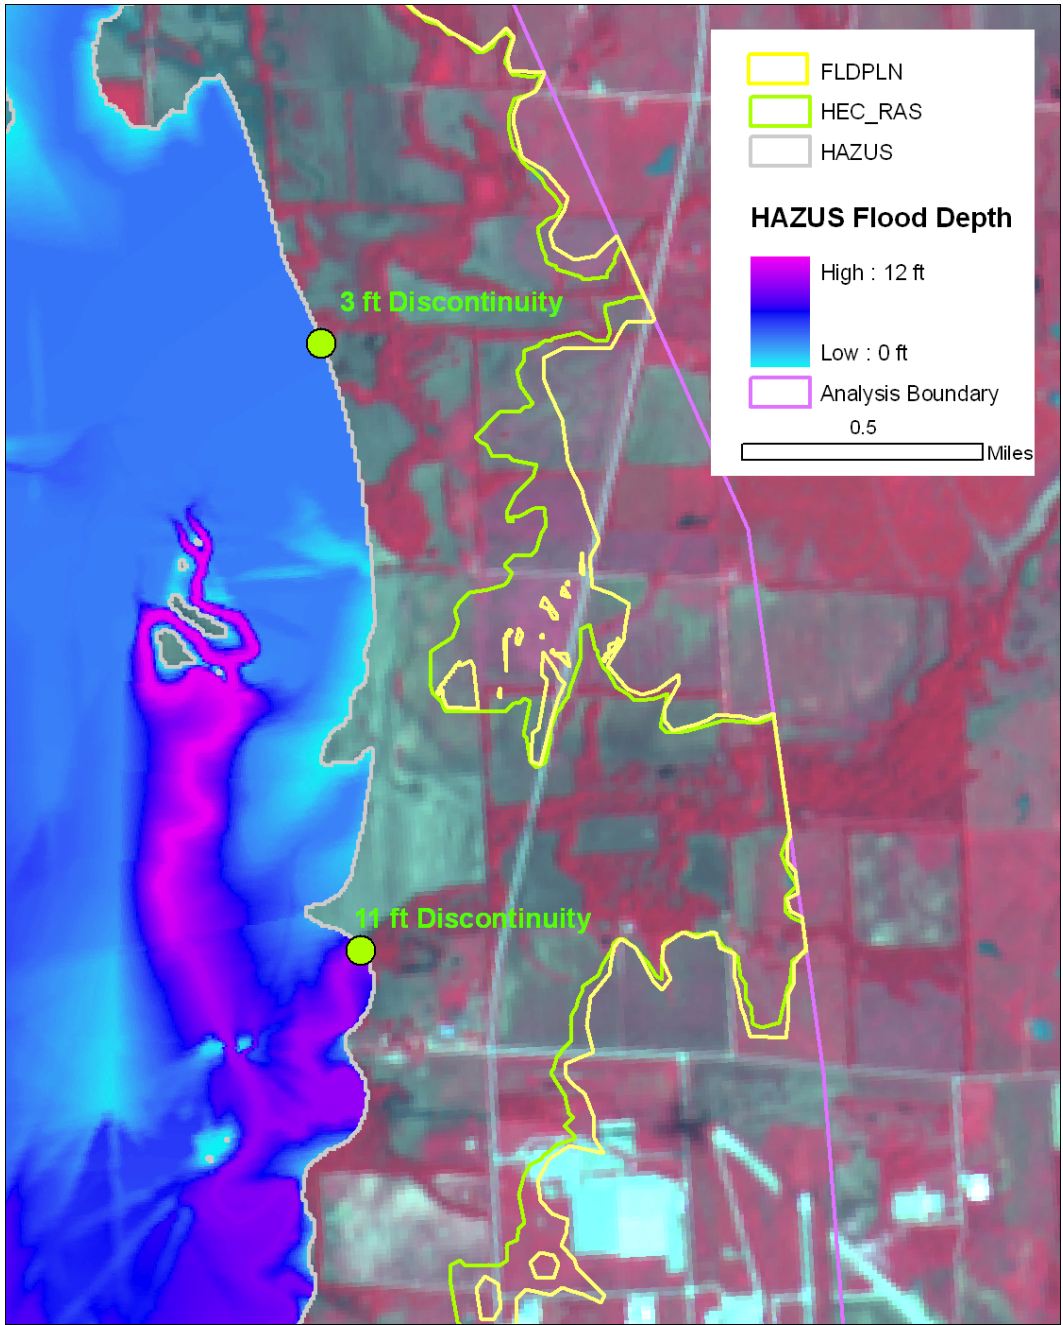 FLDPLN
HEC_RAS
HAZUS
HAZUS Flood Depth
High : 12 ft
Low : 0 ft
Analysis Boundary
0.5
Miles
3 ft Discontinuity
11 ft Discontinuity